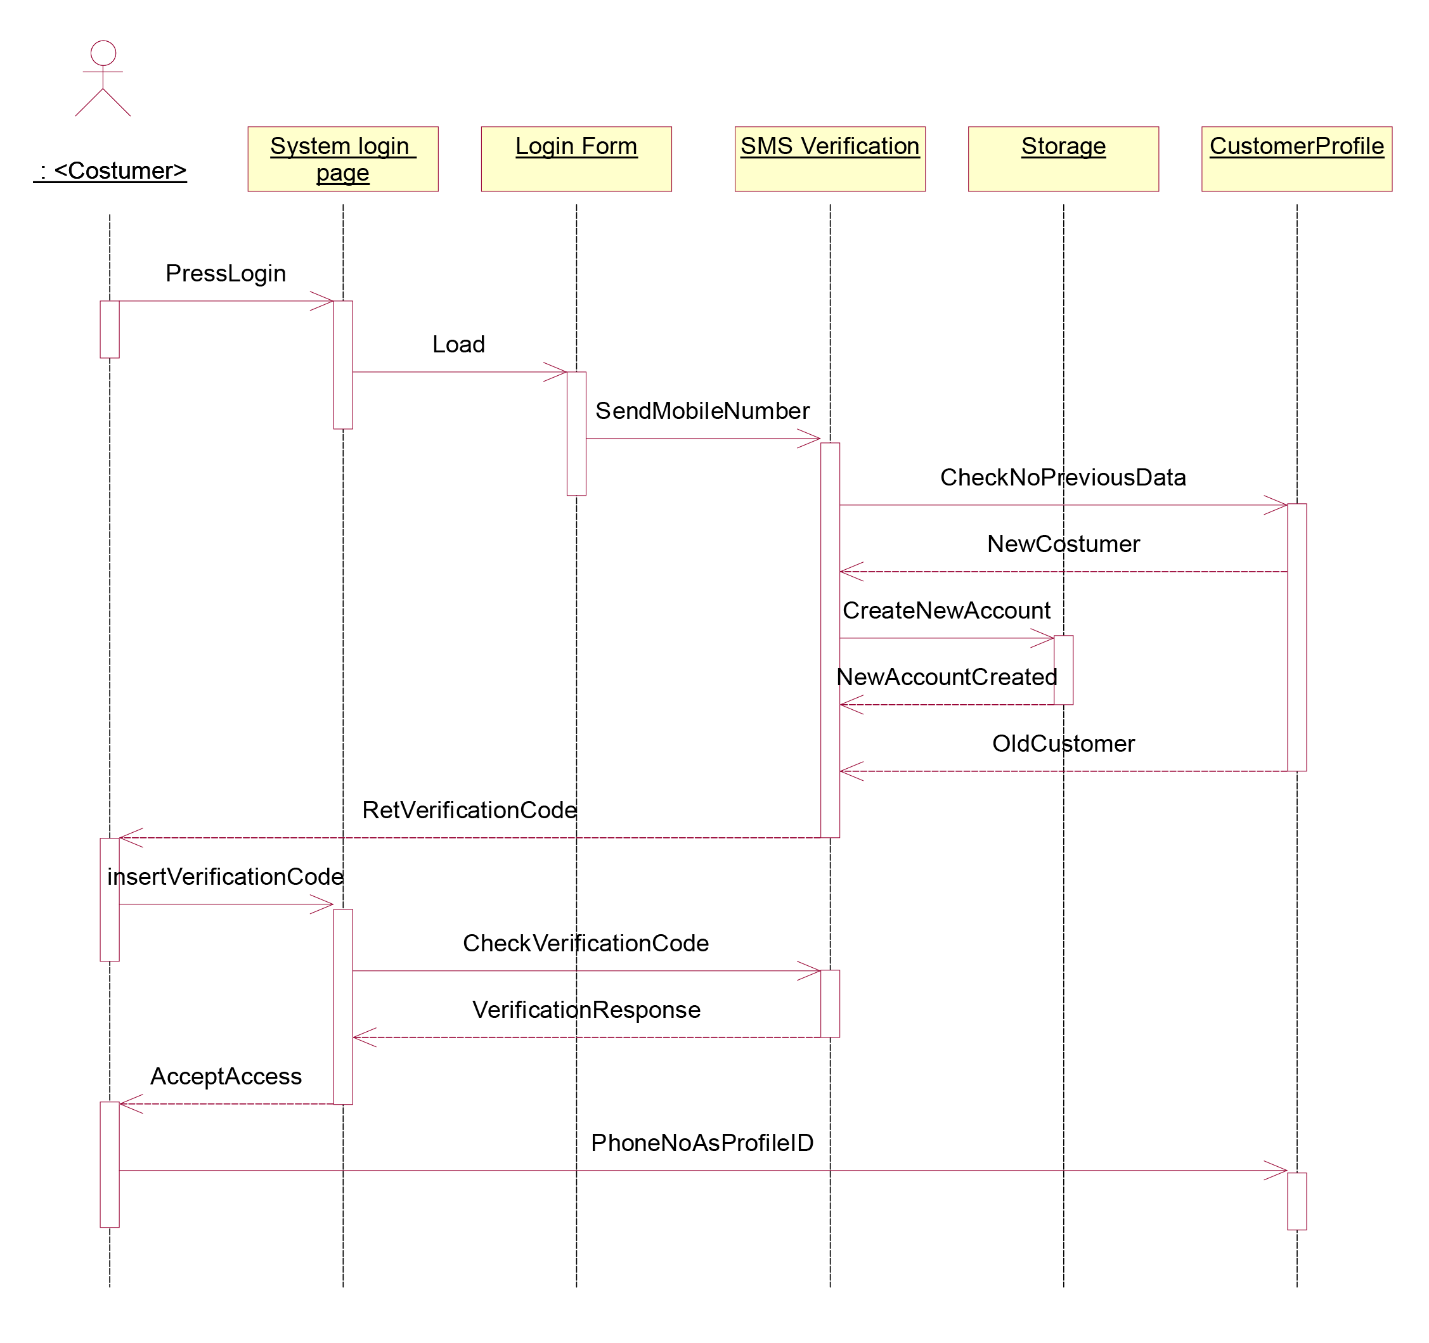 : <Costumer>
System login
page
Login Form
SMS Verification
Storage
CustomerProfile
PressLogin
Load
SendMobileNumber
CheckNoPreviousData
NewCostumer
CreateNewAccount
NewAccountCreated
OldCustomer
RetVerificationCode
insertVerificationCode
CheckVerificationCode
VerificationResponse
AcceptAccess
PhoneNoAsProfileID